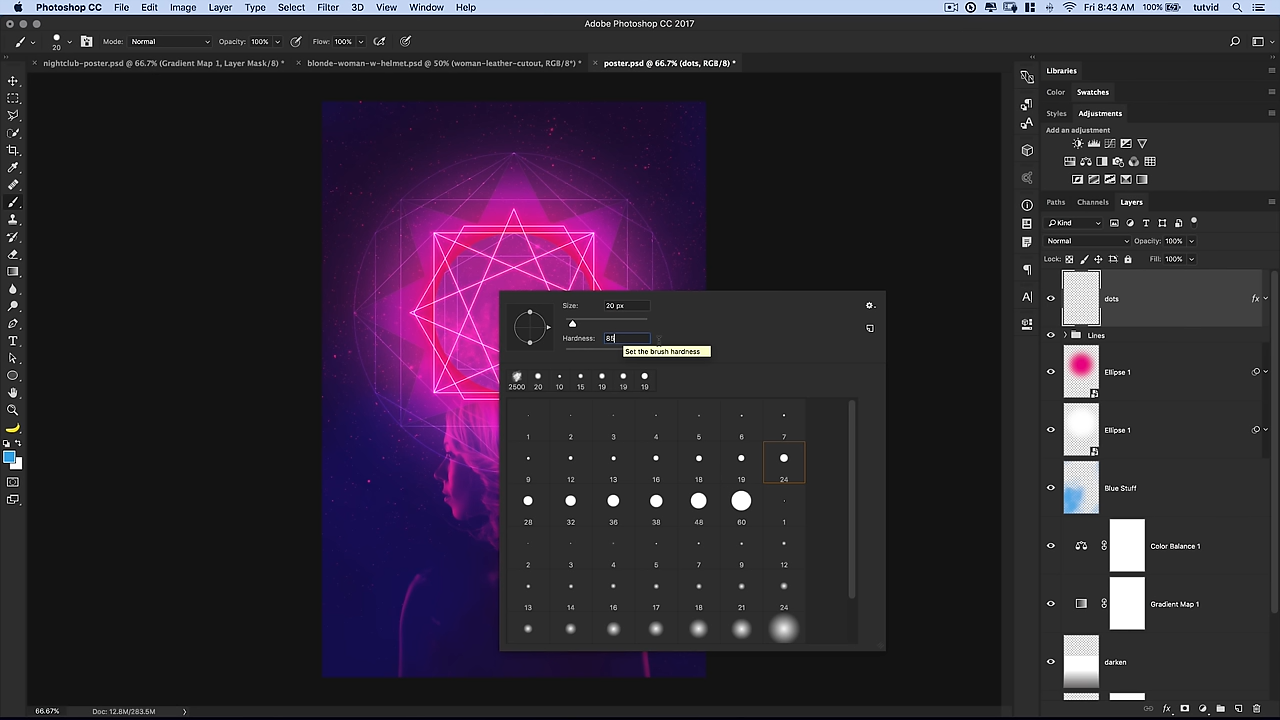 Photoshop CC File Edit Image Layer Type Select Filter 3D View Window Help 100% Fri 8:43 AM tutvid
Adobe Photoshop CC 2017
20 Mode: Normal Opacity: 100% Flow: 100%
nightclub-poster.psd @ 66.7% (Gradient Map 1, Layer Mask/8) * blonde-woman-w-helmet.psd @ 50% (woman-leather-cutout, RGB/8*) * poster.psd @ 66.7% (dots, RGB/8) *
Libraries
Color Swatches
Styles Adjustments
Add an adjustment
Paths Channels Layers
Kind
Normal Opacity: 100%
Lock: Fill: 100%
dots fx
Lines
Ellipse 1
Ellipse 1
Blue Stuff
Color Balance 1
Gradient Map 1
darken
Size: 20 px
Hardness: 85
Set the brush hardness
2500 20 10 15 19 19 19
1 2 3 4 5 6 7
9 12 13 16 18 19 24
28 32 36 38 48 60 1
2 3 4 5 7 9 12
13 14 16 17 18 21 24
66.67% Doc: 12.8M/283.5M
fx